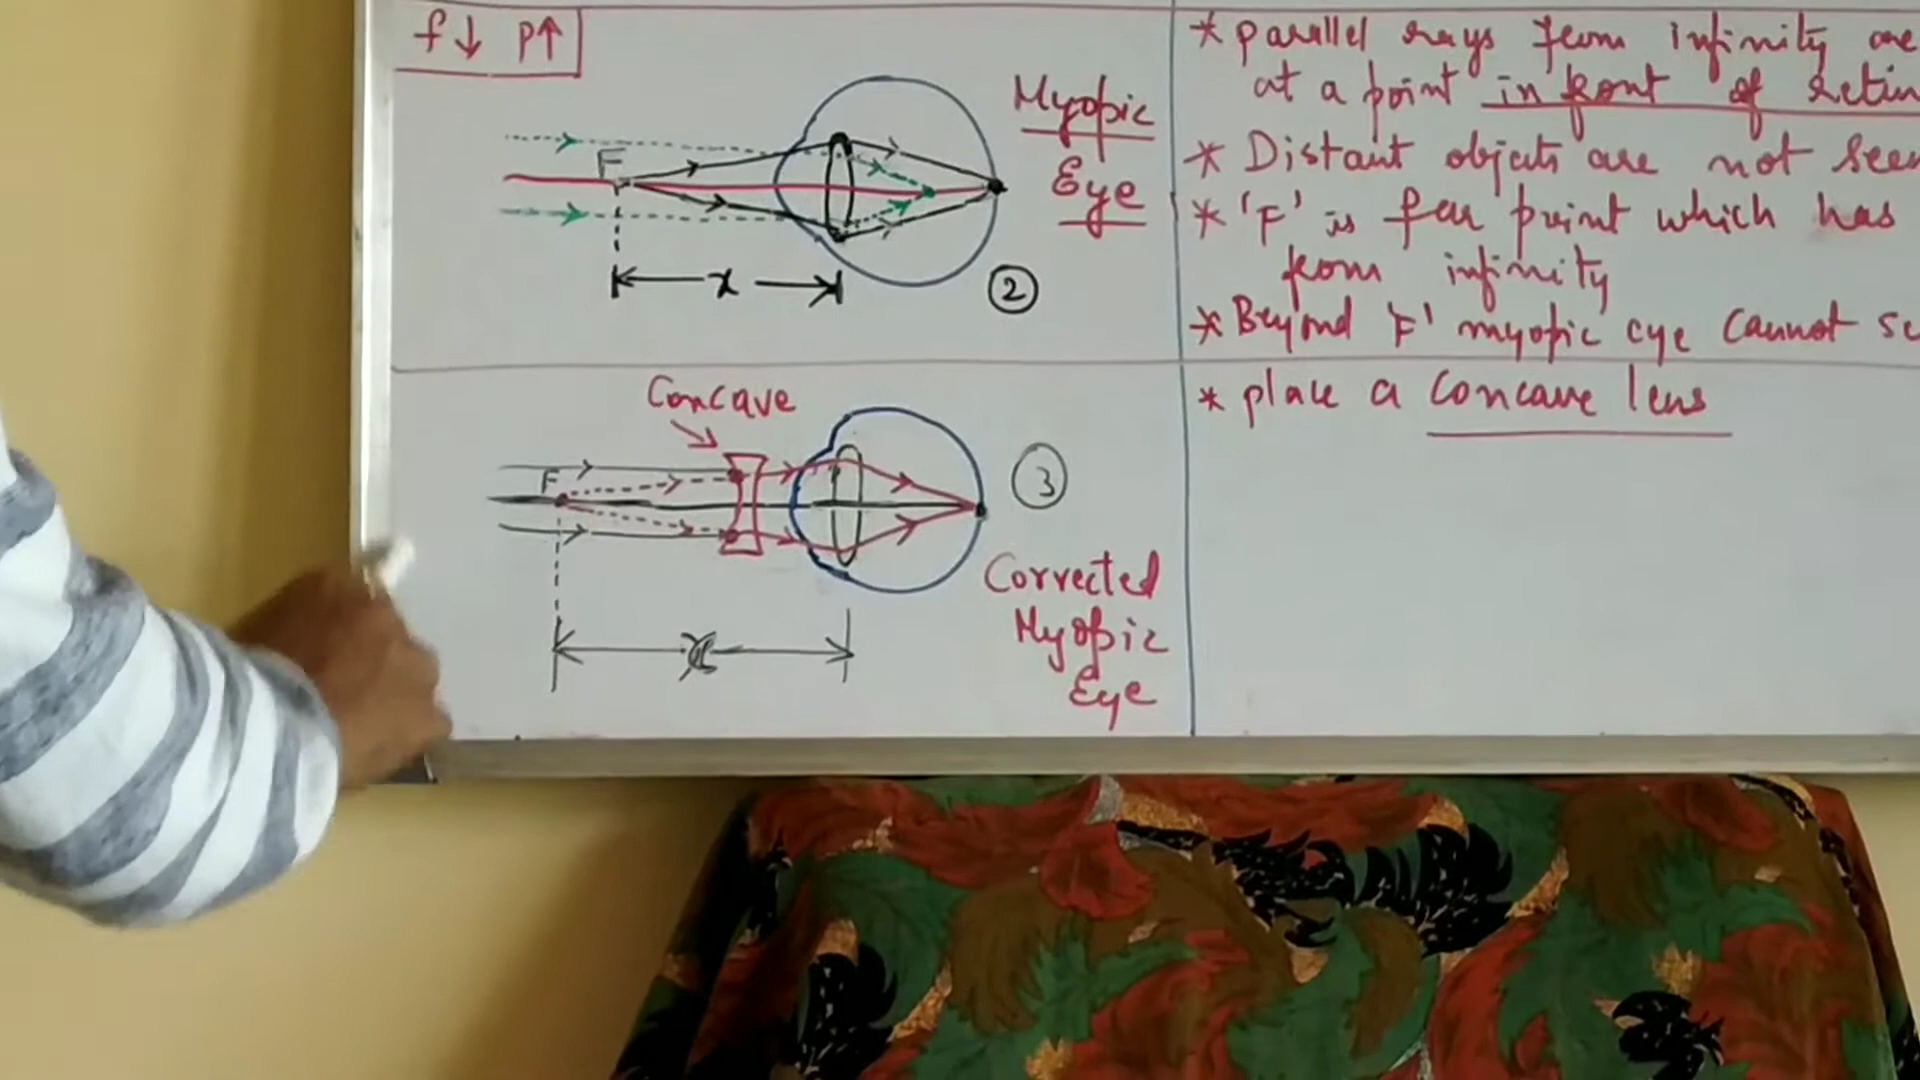 f↓ P↑
Myopic
Eye
F
x
2
* parallel rays from infinity are
at a point in front of retin
* Distant objects are not seen
* 'F' is far point which has
from infinity
* Beyond 'F' myopic eye cannot se
Concave
F
3
x
Corrected
Myopic
Eye
* place a concave lens